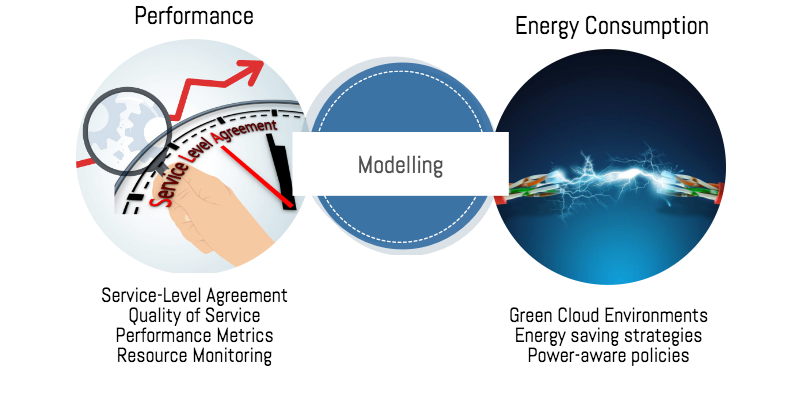 Performance
Energy Consumption
Service Level Agreement
Modelling
Service-Level Agreement
Quality of Service
Performance Metrics
Resource Monitoring
Green Cloud Environments
Energy saving strategies
Power-aware policies